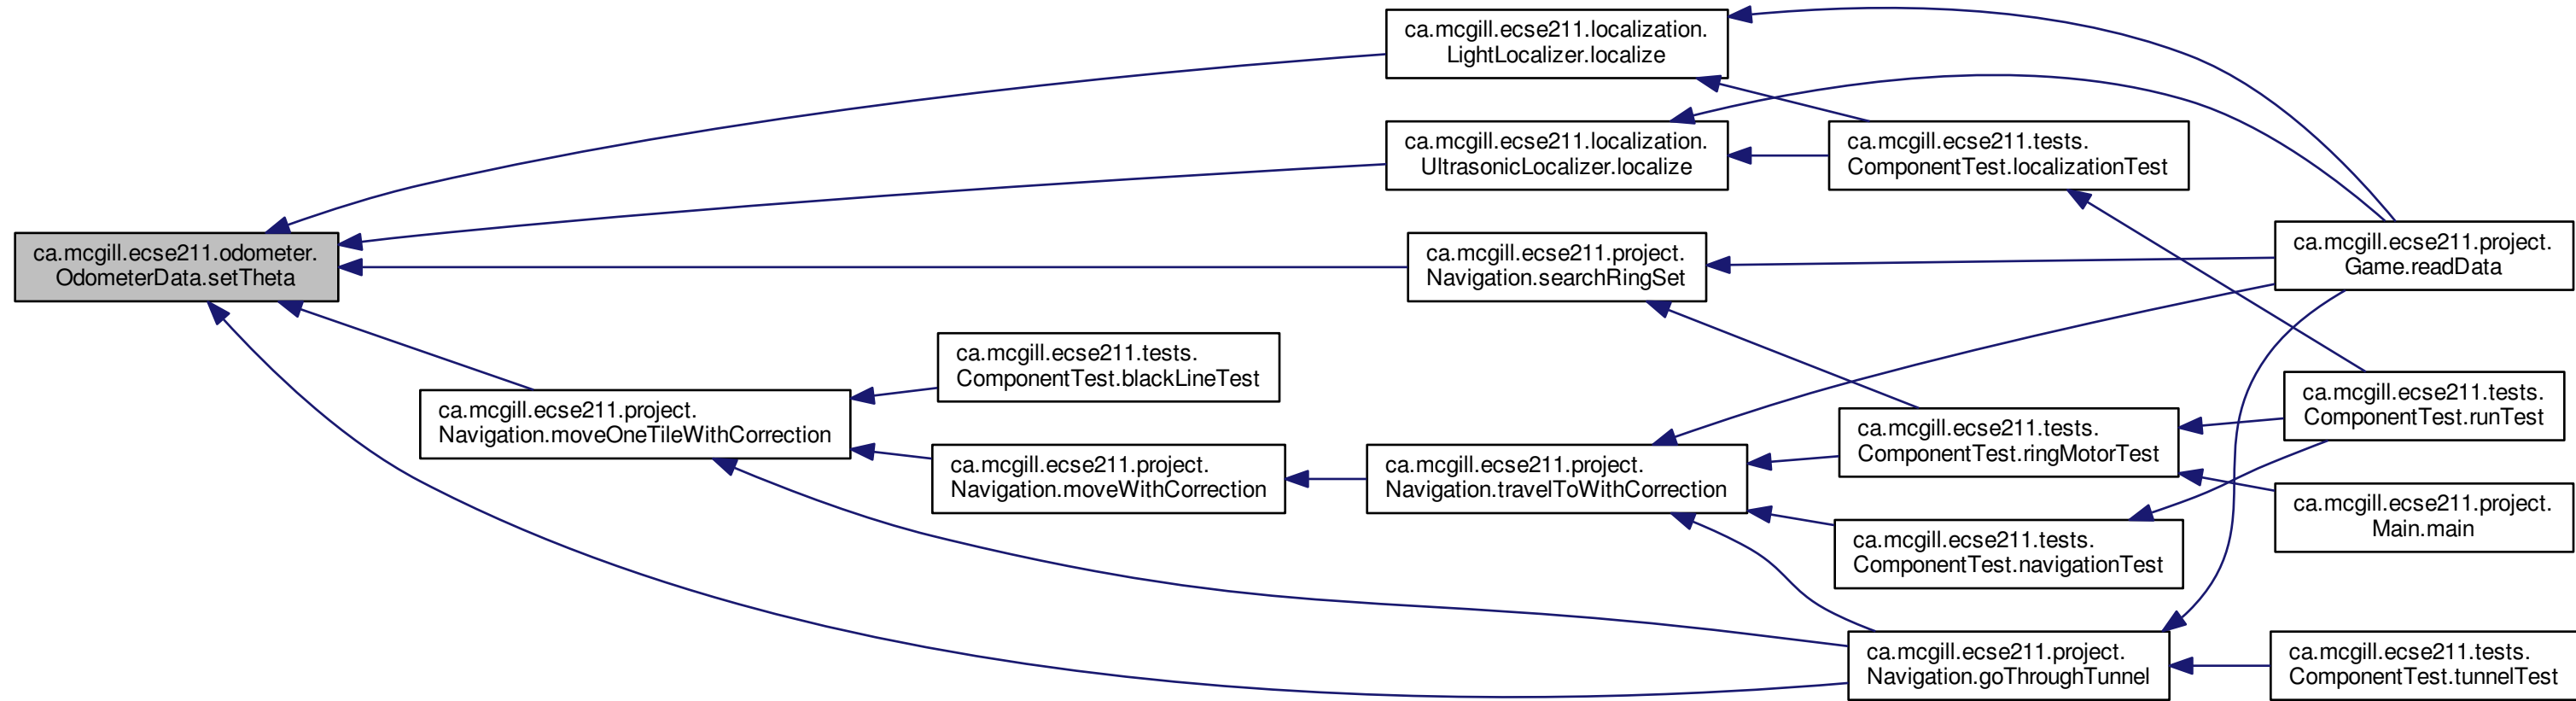 ca.mcgill.ecse211.localization.
LightLocalizer.localize
ca.mcgill.ecse211.localization.
UltrasonicLocalizer.localize
ca.mcgill.ecse211.tests.
ComponentTest.localizationTest
ca.mcgill.ecse211.odometer.
OdometerData.setTheta
ca.mcgill.ecse211.project.
Navigation.searchRingSet
ca.mcgill.ecse211.project.
Game.readData
ca.mcgill.ecse211.tests.
ComponentTest.blackLineTest
ca.mcgill.ecse211.project.
Navigation.moveOneTileWithCorrection
ca.mcgill.ecse211.project.
Navigation.moveWithCorrection
ca.mcgill.ecse211.project.
Navigation.travelToWithCorrection
ca.mcgill.ecse211.tests.
ComponentTest.ringMotorTest
ca.mcgill.ecse211.tests.
ComponentTest.runTest
ca.mcgill.ecse211.project.
Main.main
ca.mcgill.ecse211.tests.
ComponentTest.navigationTest
ca.mcgill.ecse211.project.
Navigation.goThroughTunnel
ca.mcgill.ecse211.tests.
ComponentTest.tunnelTest